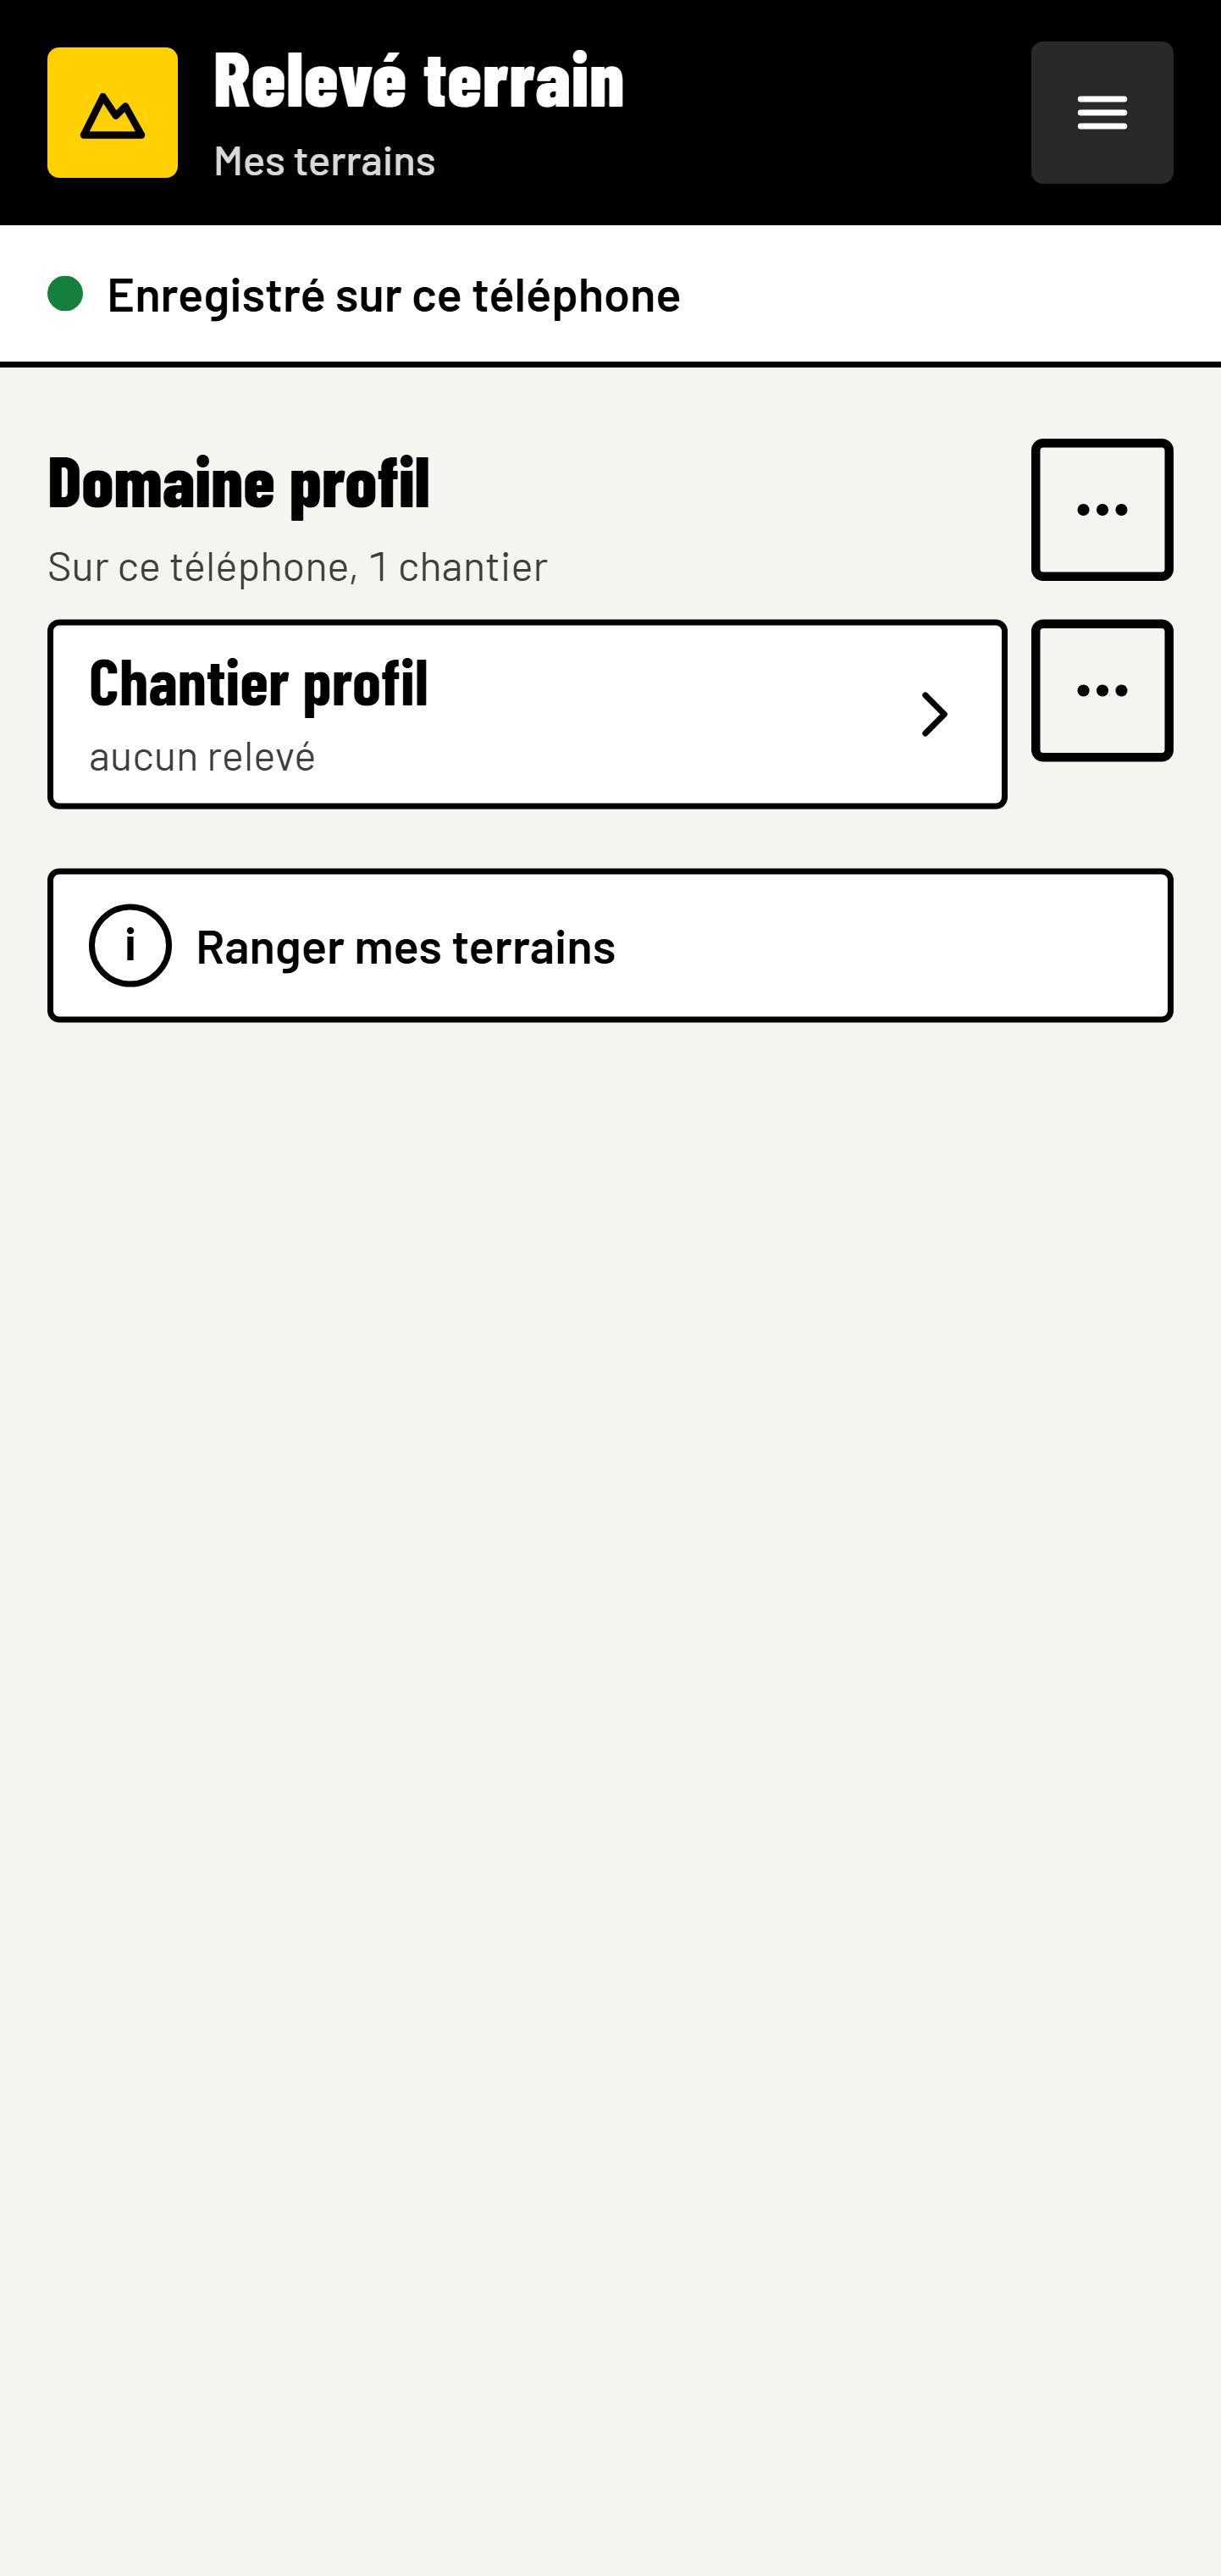 Relevé terrain
Mes terrains
Enregistré sur ce téléphone
Domaine profil
Sur ce téléphone, 1 chantier
Chantier profil
aucun relevé
i Ranger mes terrains